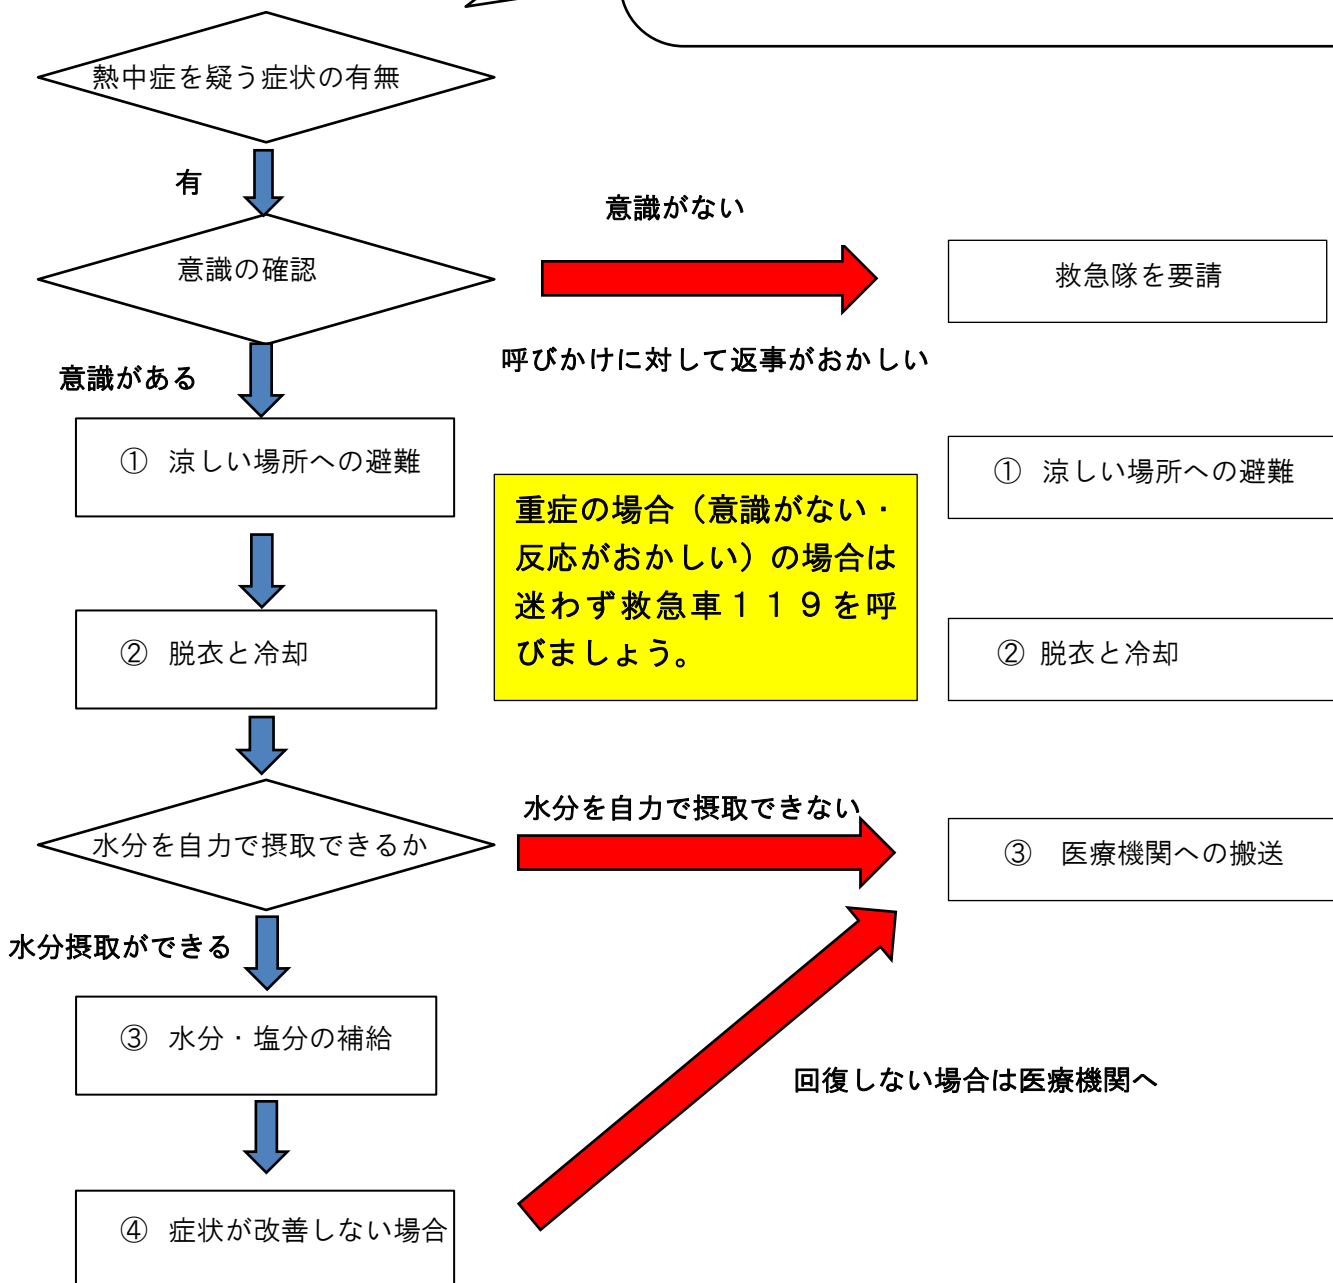 熱中症を疑う症状の有無
有
意識がない
意識の確認
救急隊を要請
呼びかけに対して返事がおかしい
意識がある
① 涼しい場所への避難
① 涼しい場所への避難
重症の場合（意識がない・
反応がおかしい）の場合は
迷わず救急車１１９を呼
びましょう。
② 脱衣と冷却
② 脱衣と冷却
水分を自力で摂取できない
水分を自力で摂取できるか
③ 医療機関への搬送
水分摂取ができる
③ 水分・塩分の補給
回復しない場合は医療機関へ
④ 症状が改善しない場合